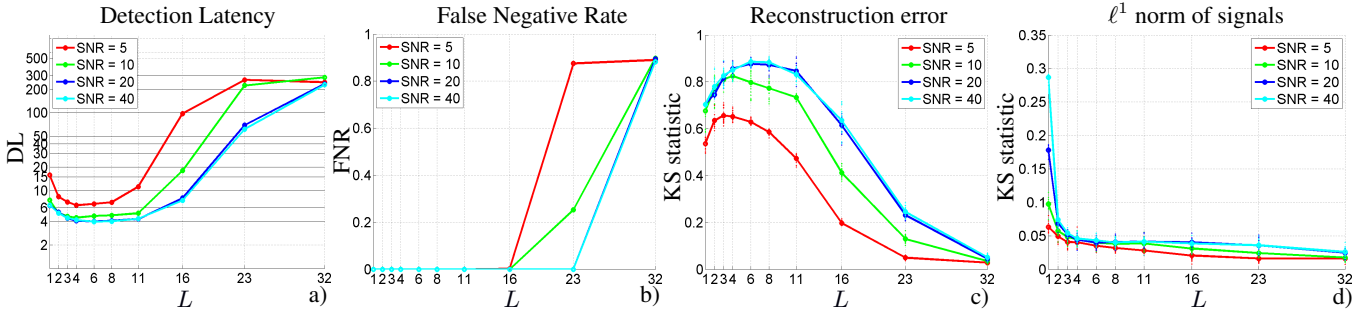 Detection Latency
DL
500
300
200
100
50
40
30
20
15
10
6
4
2
SNR = 5
SNR = 10
SNR = 20
SNR = 40
1 2 3 4 6 8 11 16 23 32
L
a)
False Negative Rate
FNR
1
0.8
0.6
0.4
0.2
0
SNR = 5
SNR = 10
SNR = 20
SNR = 40
1 2 3 4 6 8 11 16 23 32
L
b)
Reconstruction error
KS statistic
1
0.8
0.6
0.4
0.2
0
SNR = 5
SNR = 10
SNR = 20
SNR = 40
1 2 3 4 6 8 11 16 23 32
L
c)
ℓ¹ norm of signals
KS statistic
0.35
0.3
0.25
0.2
0.15
0.1
0.05
0
SNR = 5
SNR = 10
SNR = 20
SNR = 40
1 2 3 4 6 8 11 16 23 32
L
d)